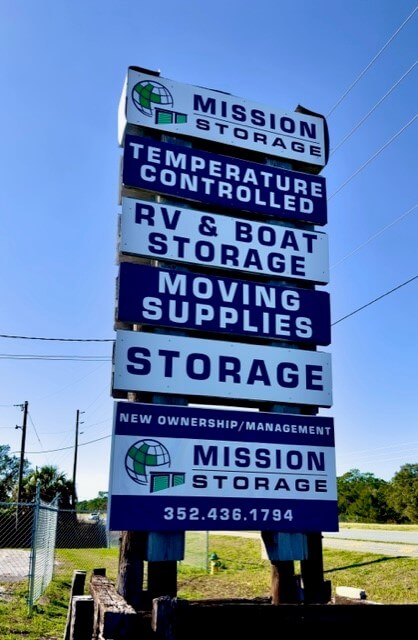 MISSION
STORAGE
TEMPERATURE
CONTROLLED
RV & BOAT
STORAGE
MOVING
SUPPLIES
STORAGE
NEW OWNERSHIP/MANAGEMENT
MISSION
STORAGE
352.436.1794